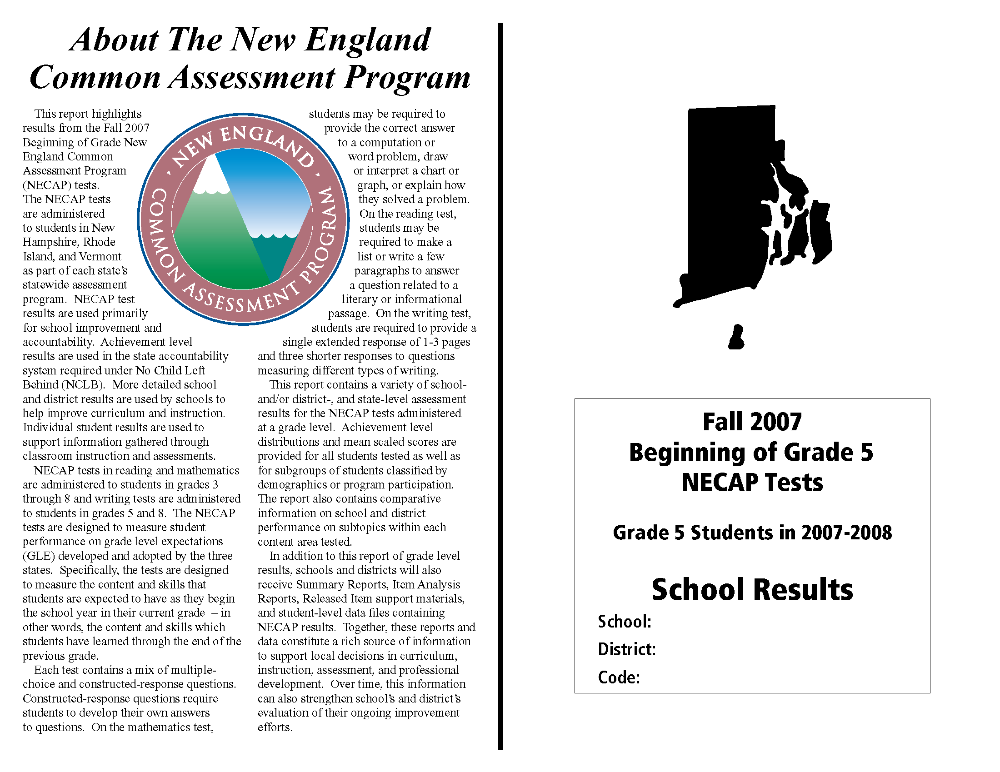 About The New England
Common Assessment Program
This report highlights
results from the Fall 2007
Beginning of Grade New
England Common
Assessment Program
(NECAP) tests.
The NECAP tests
are administered
to students in New
Hampshire, Rhode
Island, and Vermont
as part of each state’s
statewide assessment
program.  NECAP test
results are used primarily
for school improvement and
accountability.  Achievement level
results are used in the state accountability
system required under No Child Left
Behind (NCLB).  More detailed school
and district results are used by schools to
help improve curriculum and instruction.
Individual student results are used to
support information gathered through
classroom instruction and assessments.
NECAP tests in reading and mathematics
are administered to students in grades 3
through 8 and writing tests are administered
to students in grades 5 and 8.  The NECAP
tests are designed to measure student
performance on grade level expectations
(GLE) developed and adopted by the three
states.  Specifically, the tests are designed
to measure the content and skills that
students are expected to have as they begin
the school year in their current grade  – in
other words, the content and skills which
students have learned through the end of the
previous grade.
Each test contains a mix of multiple-
choice and constructed-response questions.
Constructed-response questions require
students to develop their own answers
to questions.  On the mathematics test,
NEW ENGLAND
COMMON ASSESSMENT PROGRAM
students may be required to
provide the correct answer
to a computation or
word problem, draw
or interpret a chart or
graph, or explain how
they solved a problem.
On the reading test,
students may be
required to make a
list or write a few
paragraphs to answer
a question related to a
literary or informational
passage.  On the writing test,
students are required to provide a
single extended response of 1-3 pages
and three shorter responses to questions
measuring different types of writing.
This report contains a variety of school-
and/or district-, and state-level assessment
results for the NECAP tests administered
at a grade level.  Achievement level
distributions and mean scaled scores are
provided for all students tested as well as
for subgroups of students classified by
demographics or program participation.
The report also contains comparative
information on school and district
performance on subtopics within each
content area tested.
In addition to this report of grade level
results, schools and districts will also
receive Summary Reports, Item Analysis
Reports, Released Item support materials,
and student-level data files containing
NECAP results.  Together, these reports and
data constitute a rich source of information
to support local decisions in curriculum,
instruction, assessment, and professional
development.  Over time, this information
can also strengthen school’s and district’s
evaluation of their ongoing improvement
efforts.
Fall 2007
Beginning of Grade 5
NECAP Tests
Grade 5 Students in 2007-2008
School Results
School:
District:
Code: